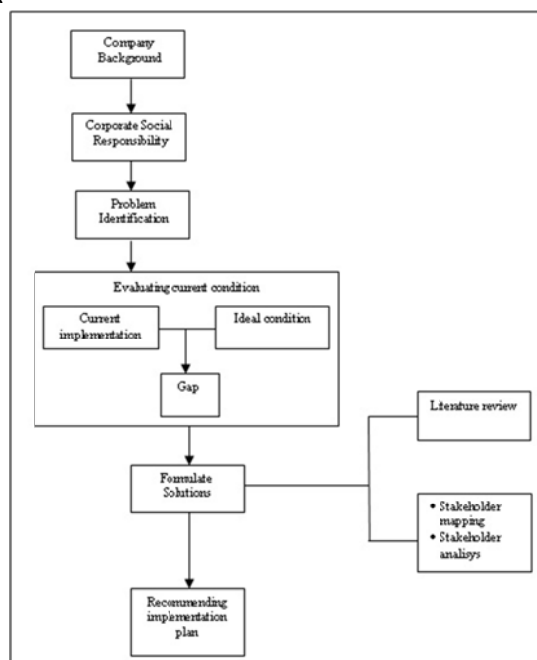 Company
Background
Corporate Social
Responsibility
Problem
Identification
Evaluating current condition
Current
implementation
Ideal condition
Gap
Literature review
Formulate
Solutions
• Stakeholder
mapping
• Stakeholder
analisys
Recommending
implementation
plan